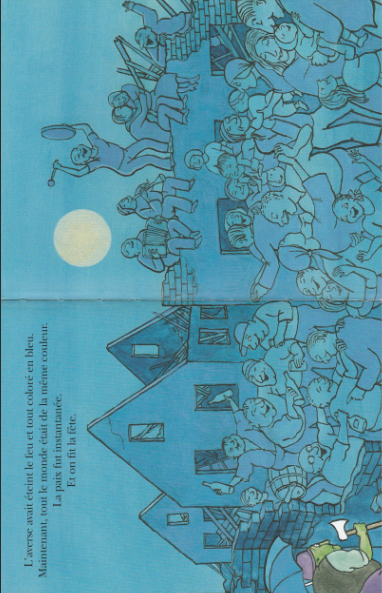 L'averse avait éteint le feu et tout coloré en bleu.
Maintenant, tout le monde était de la même couleur.
La paix fut instantanée.
Et on fit la fête.